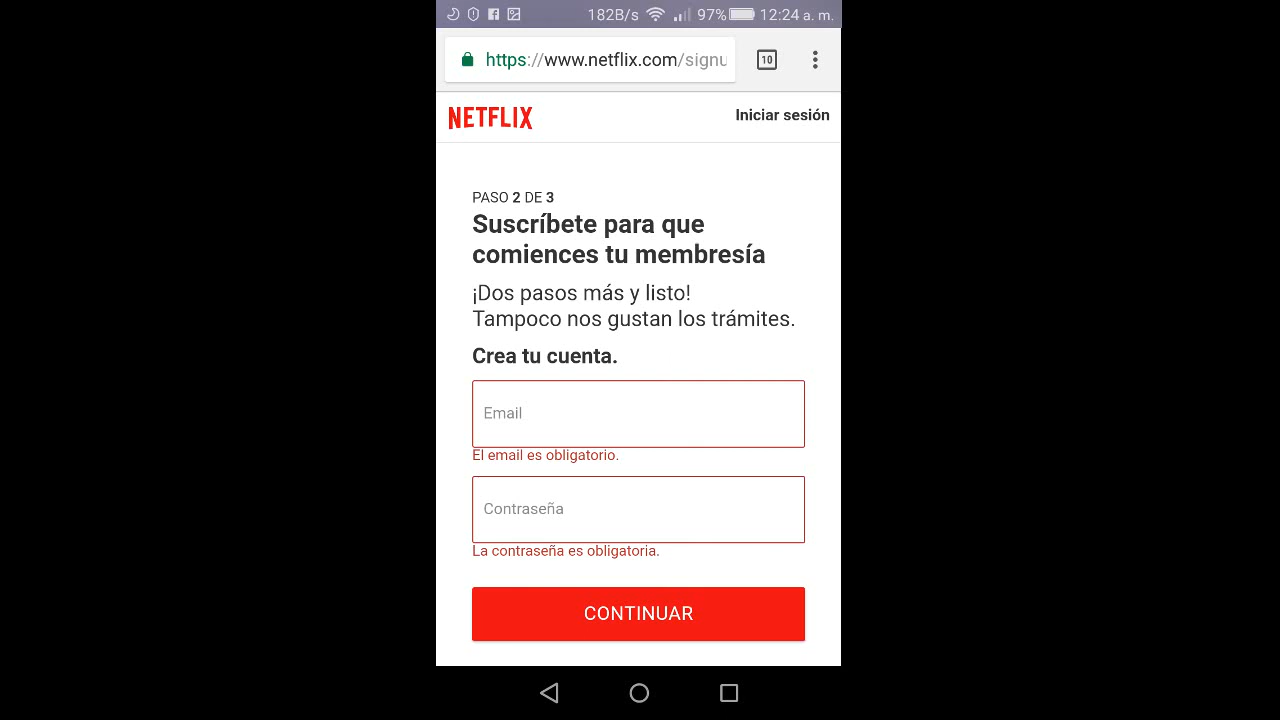 182B/s 97% 12:24 a. m.
https://www.netflix.com/signu
10
NETFLIX
Iniciar sesión
PASO 2 DE 3
Suscríbete para que
comiences tu membresía
¡Dos pasos más y listo!
Tampoco nos gustan los trámites.
Crea tu cuenta.
Email
El email es obligatorio.
Contraseña
La contraseña es obligatoria.
CONTINUAR